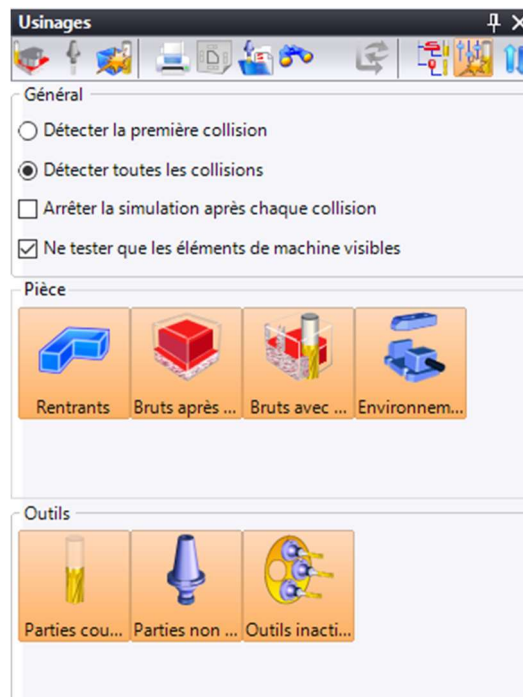 Usinages
Général
Détecter la première collision
Détecter toutes les collisions
Arrêter la simulation après chaque collision
Ne tester que les éléments de machine visibles
Pièce
Rentrants Bruts après ... Bruts avec ... Environnem...
Outils
Parties cou... Parties non ... Outils inacti...